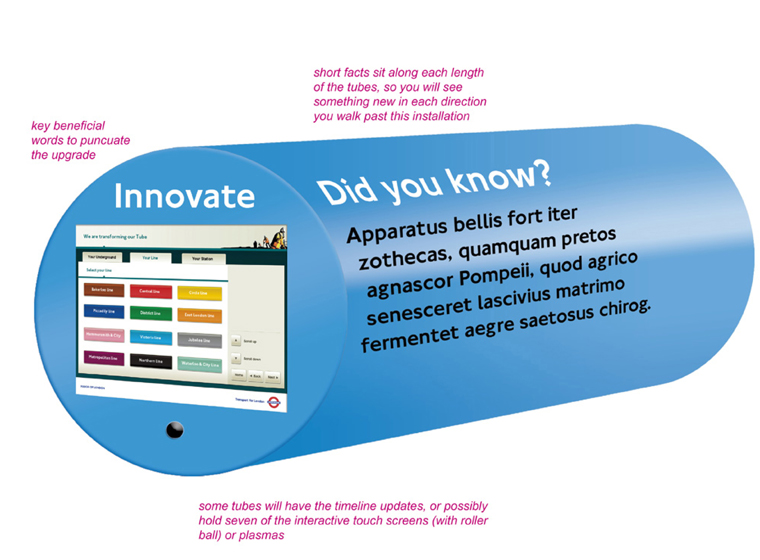 short facts sit along each length
of the tubes, so you will see
something new in each direction
you walk past this installation
key beneficial
words to puncuate
the upgrade
Innovate
We are transforming our Tube
Your Underground
Your Line
Your Station
Select your line
Bakerloo line
Central line
Circle line
Piccadilly line
District line
East London line
Hammersmith & City
Victoria line
Jubilee line
Metropolitan line
Northern line
Waterloo & City line
Scroll up
Scroll down
Home
Back
Next
Transport for London
Did you know?
Apparatus bellis fort iter
zothecas, quamquam pretos
agnascor Pompeii, quod agrico
senesceret lascivius matrimo
fermentet aegre saetosus chirog.
some tubes will have the timeline updates, or possibly
hold seven of the interactive touch screens (with roller
ball) or plasmas